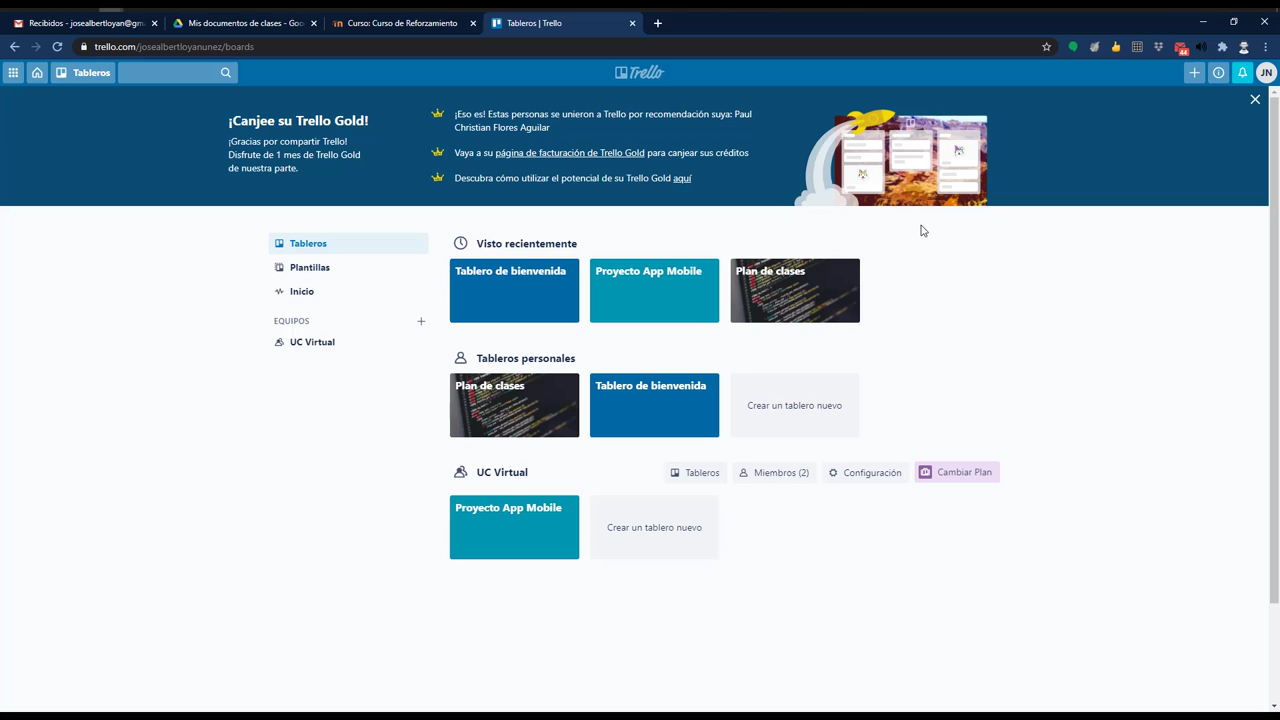 Recibidos - josealbertloyan@gm
Mis documentos de clases - Goo
Curso: Curso de Reforzamiento
Tableros | Trello
trello.com/josealbertloyanunez/boards
44
Tableros
Trello
JN
¡Canjee su Trello Gold!
¡Gracias por compartir Trello!
Disfrute de 1 mes de Trello Gold
de nuestra parte.
¡Eso es! Estas personas se unieron a Trello por recomendación suya: Paul
Christian Flores Aguilar
Vaya a su página de facturación de Trello Gold para canjear sus créditos
Descubra cómo utilizar el potencial de su Trello Gold aquí
Tableros
Plantillas
Inicio
EQUIPOS
UC Virtual
Visto recientemente
Tablero de bienvenida
Proyecto App Mobile
Plan de clases
Tableros personales
Plan de clases
Tablero de bienvenida
Crear un tablero nuevo
UC Virtual
Tableros
Miembros (2)
Configuración
Cambiar Plan
Proyecto App Mobile
Crear un tablero nuevo